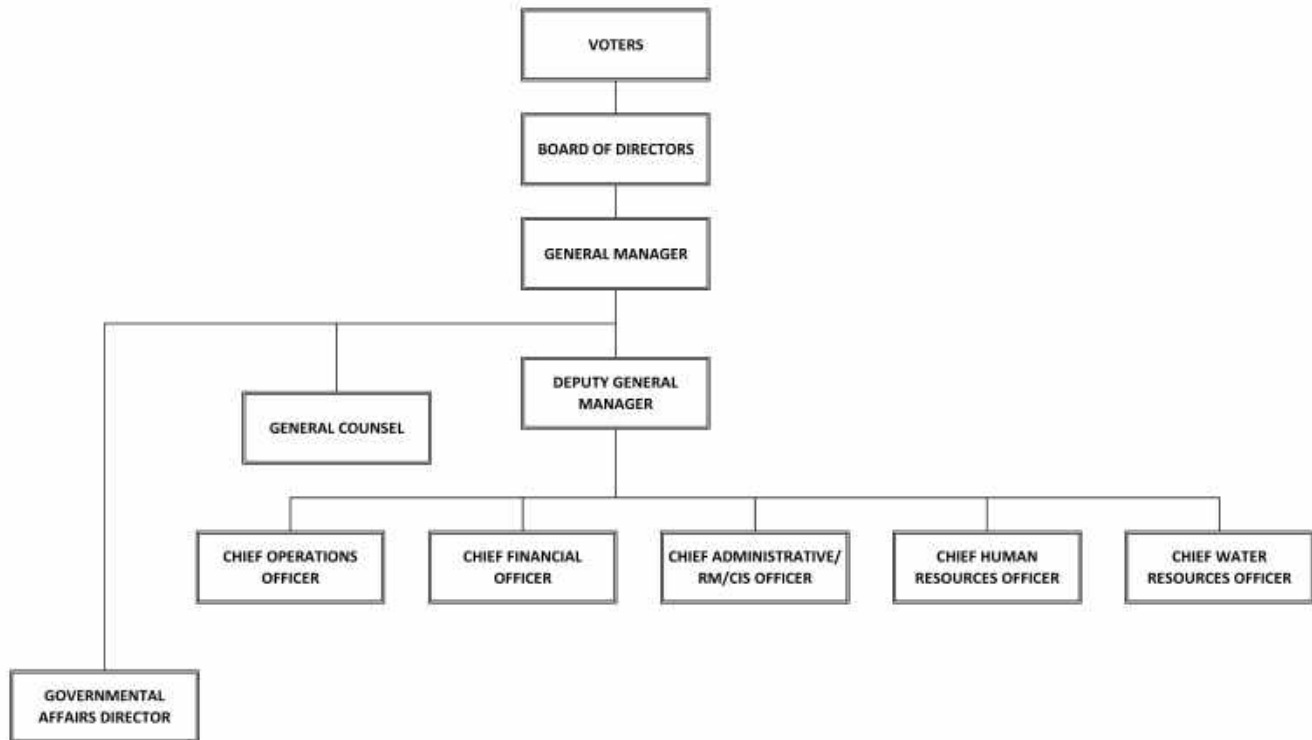 VOTERS
BOARD OF DIRECTORS
GENERAL MANAGER
DEPUTY GENERAL
MANAGER
GENERAL COUNSEL
CHIEF OPERATIONS
OFFICER
CHIEF FINANCIAL
OFFICER
CHIEF ADMINISTRATIVE/
RM/CIS OFFICER
CHIEF HUMAN
RESOURCES OFFICER
CHIEF WATER
RESOURCES OFFICER
GOVERNMENTAL
AFFAIRS DIRECTOR